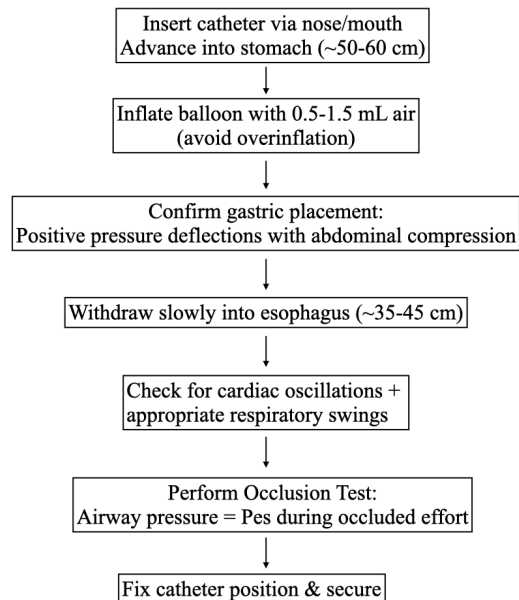 Insert catheter via nose/mouth
Advance into stomach (~50-60 cm)
Inflate balloon with 0.5-1.5 mL air
(avoid overinflation)
Confirm gastric placement:
Positive pressure deflections with abdominal compression
Withdraw slowly into esophagus (~35-45 cm)
Check for cardiac oscillations +
appropriate respiratory swings
Perform Occlusion Test:
Airway pressure = Pes during occluded effort
Fix catheter position & secure